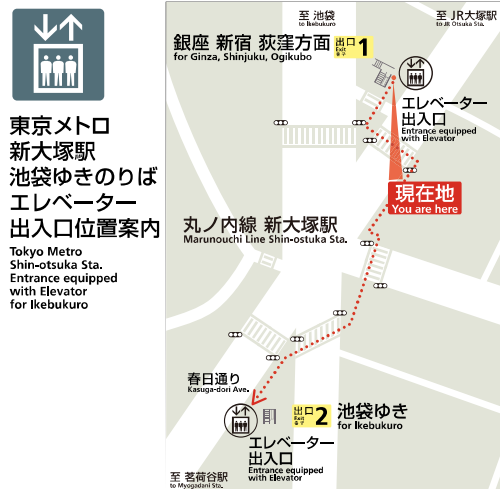 東京メトロ
新大塚駅
池袋ゆきのりば
エレベーター
出入口位置案内
Tokyo Metro
Shin-otsuka Sta.
Entrance equipped
with Elevator
for Ikebukuro
至 池袋
to Ikebukuro
至 JR大塚駅
to JR Otsuka Sta.
銀座 新宿 荻窪方面
for Ginza, Shinjuku, Ogikubo
出口 1
Exit
エレベーター
出入口
Entrance equipped
with Elevator
現在地
You are here
丸ノ内線 新大塚駅
Marunouchi Line Shin-ostuka Sta.
春日通り
Kasuga-dori Ave.
出口 2
Exit
池袋ゆき
for Ikebukuro
エレベーター
出入口
Entrance equipped
with Elevator
至 茗荷谷駅
to Myogadani Sta.